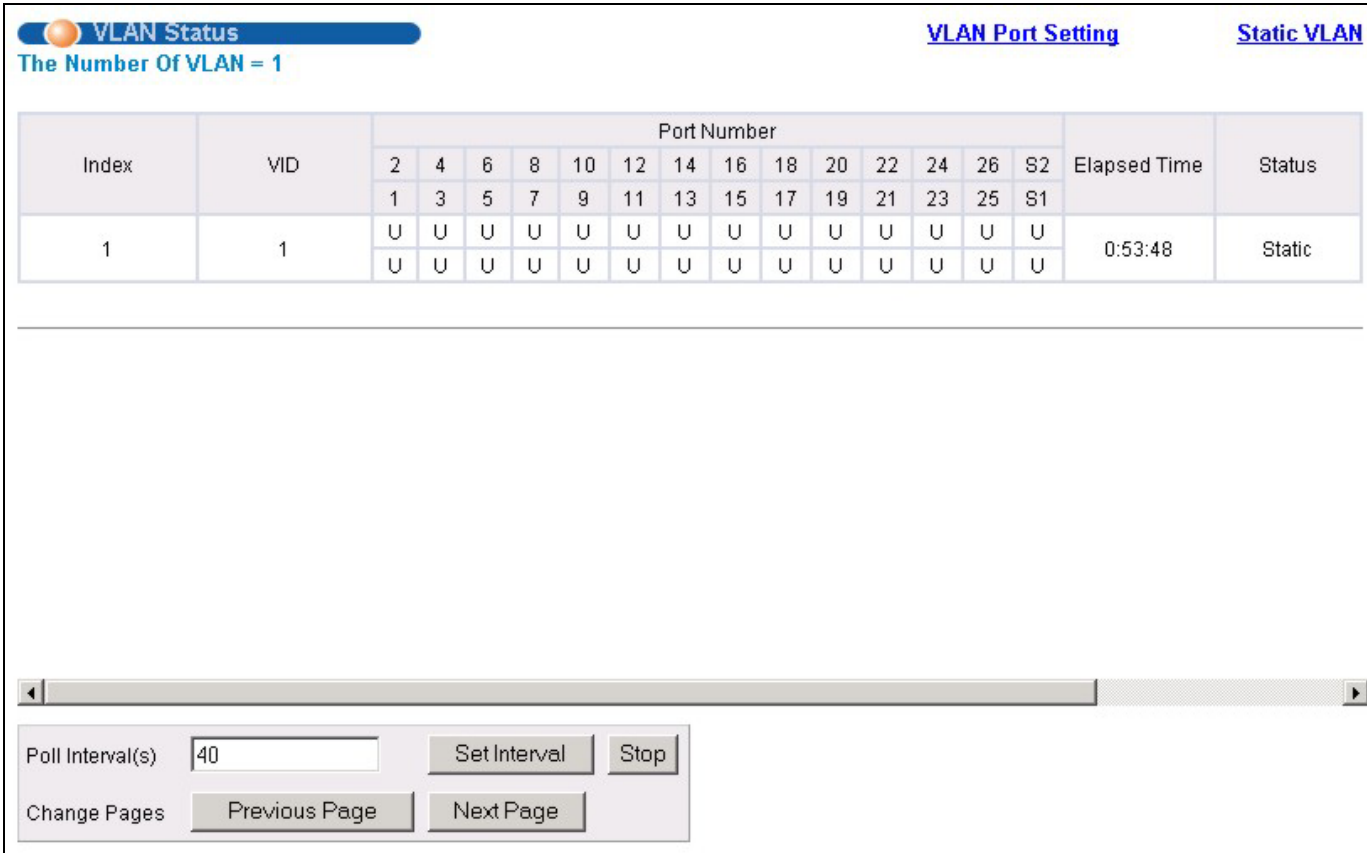 VLAN Status VLAN Port Setting Static VLAN
The Number Of VLAN = 1
Port Number
Index VID 2 4 6 8 10 12 14 16 18 20 22 24 26 S2 Elapsed Time Status
1 3 5 7 9 11 13 15 17 19 21 23 25 S1
1 1 U U U U U U U U U U U U U U 0:53:48 Static
U U U U U U U U U U U U U U
Poll Interval(s) 40 Set Interval Stop
Change Pages Previous Page Next Page